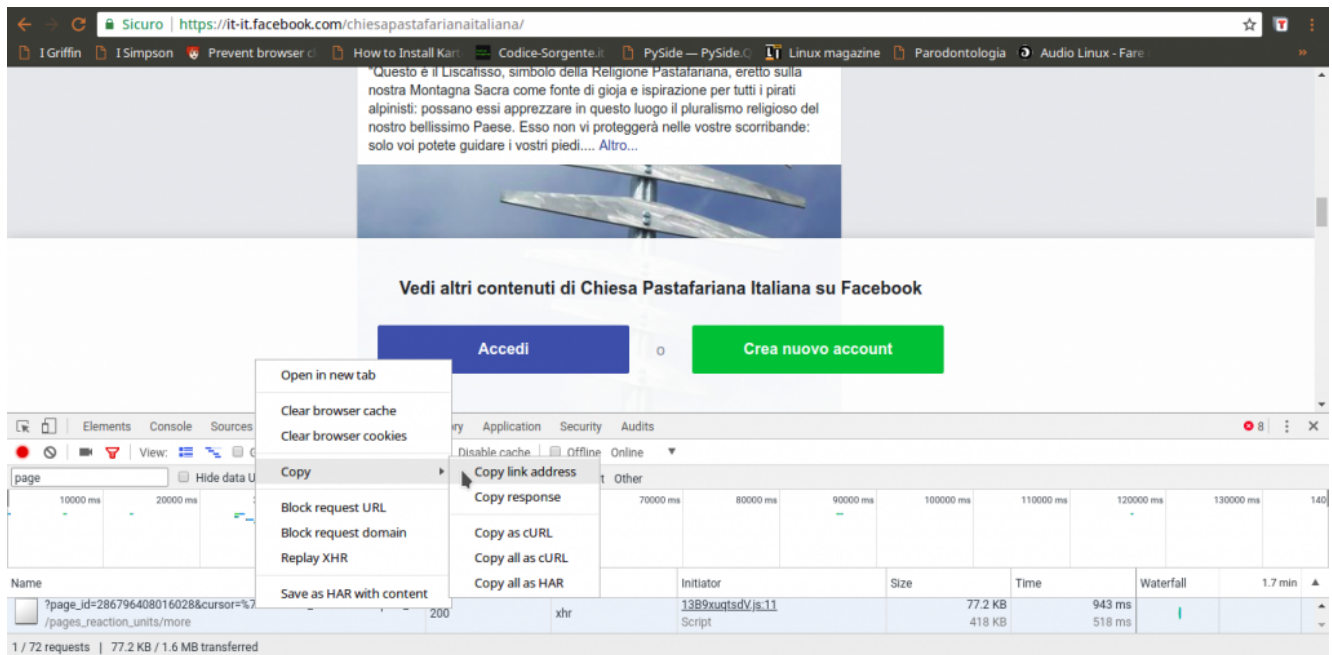 Sicuro | https://it-it.facebook.com/chiesapastafarianaitaliana/
I Griffin I Simpson Prevent browser How to Install Kart Codice-Sorgente.it PySide — PySide.Q Linux magazine Parodontologia Audio Linux - Fare
"Questo è il Liscafisso, simbolo della Religione Pastafariana, eretto sulla
nostra Montagna Sacra come fonte di gioja e ispirazione per tutti i pirati
alpinisti: possano essi apprezzare in questo luogo il pluralismo religioso del
nostro bellissimo Paese. Esso non vi proteggerà nelle vostre scorribande:
solo voi potete guidare i vostri piedi.... Altro...
Vedi altri contenuti di Chiesa Pastafariana Italiana su Facebook
Accedi o Crea nuovo account
Open in new tab
Clear browser cache
Clear browser cookies
Copy
Block request URL
Block request domain
Replay XHR
Save as HAR with content
Copy link address
Copy response
Copy as cURL
Copy all as cURL
Copy all as HAR
Elements Console Sources ry Application Security Audits 8
View: Disable cache Offline Online
page Hide data U t Other
10000 ms 20000 ms 70000 ms 80000 ms 90000 ms 100000 ms 110000 ms 120000 ms 130000 ms 140
Name Initiator Size Time Waterfall 1.7 min
?page_id=286796408016028&cursor=%7 200 xhr 13B9xuqtsdV.js:11 77.2 KB 943 ms
/pages_reaction_units/more Script 418 KB 518 ms
1 / 72 requests | 77.2 KB / 1.6 MB transferred